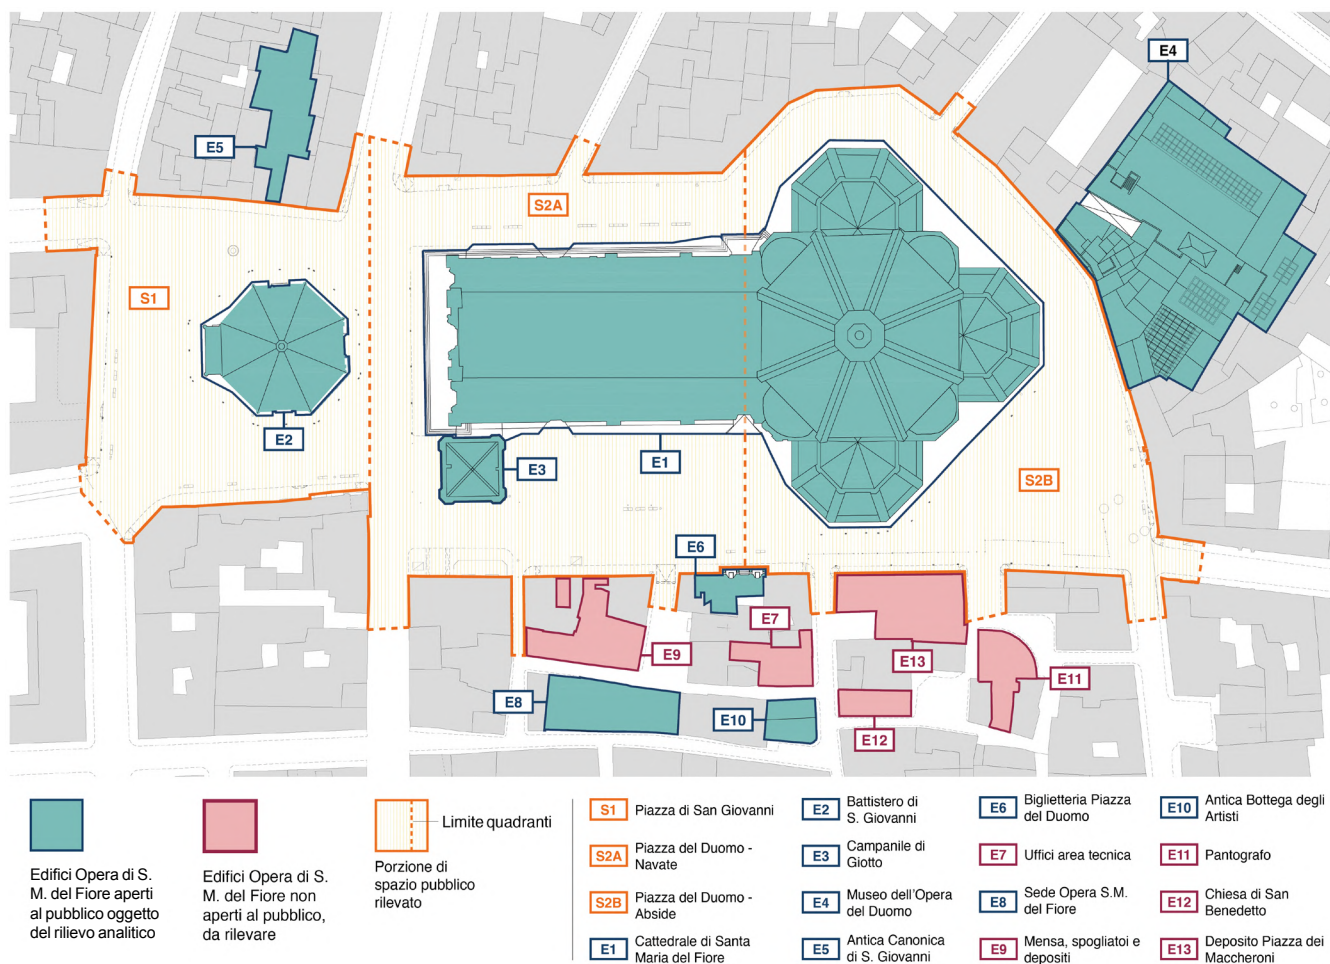 E4
E5
S2A
S1
E2
E3
E1
S2B
E6
E7
E9
E13
E11
E8
E10
E12
Edifici Opera di S.
M. del Fiore aperti
al pubblico oggetto
del rilievo analitico
Edifici Opera di S.
M. del Fiore non
aperti al pubblico,
da rilevare
Limite quadranti
Porzione di
spazio pubblico
rilevato
S1 Piazza di San Giovanni
S2A Piazza del Duomo -
Navate
S2B Piazza del Duomo -
Abside
E1 Cattedrale di Santa
Maria del Fiore
E2 Battistero di
S. Giovanni
E3 Campanile di
Giotto
E4 Museo dell'Opera
del Duomo
E5 Antica Canonica
di S. Giovanni
E6 Biglietteria Piazza
del Duomo
E7 Uffici area tecnica
E8 Sede Opera S.M.
del Fiore
E9 Mensa, spogliatoi e
depositi
E10 Antica Bottega degli
Artisti
E11 Pantografo
E12 Chiesa di San
Benedetto
E13 Deposito Piazza dei
Maccheroni